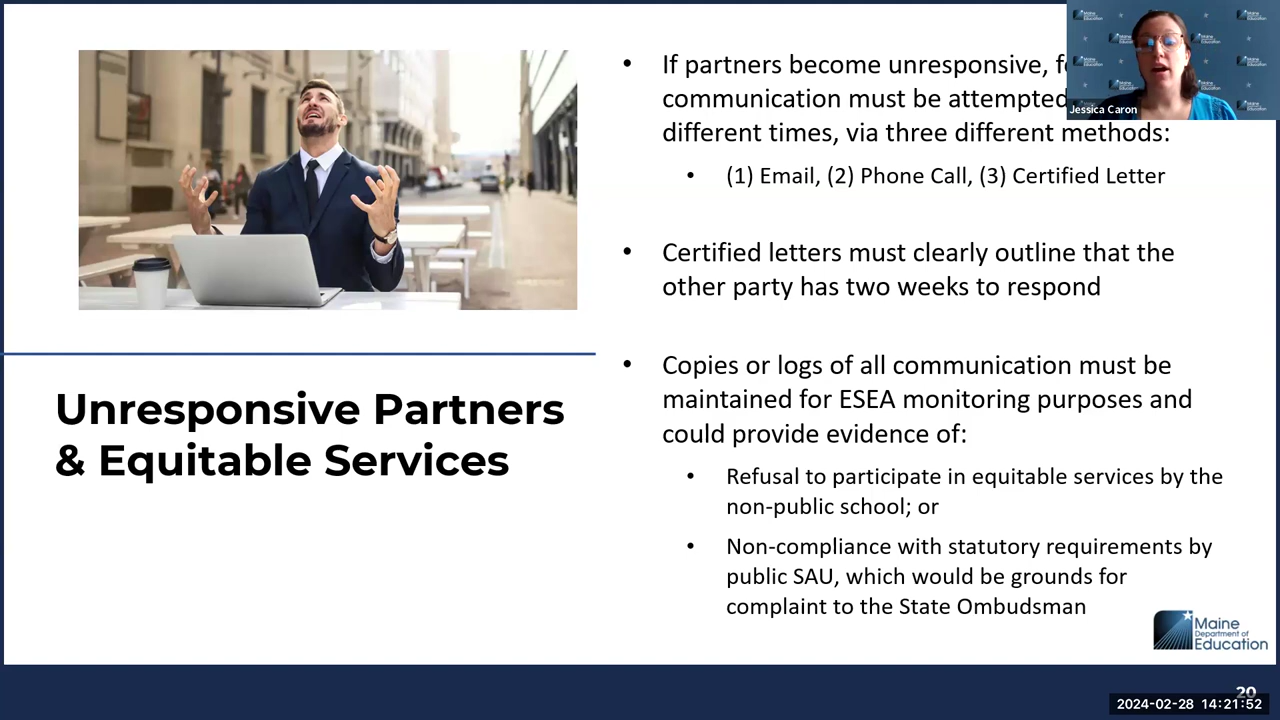 If partners become unresponsive,
communication must be attempted
different times, via three different methods:
(1) Email, (2) Phone Call, (3) Certified Letter
Certified letters must clearly outline that the
other party has two weeks to respond
Copies or logs of all communication must be
maintained for ESEA monitoring purposes and
could provide evidence of:
Refusal to participate in equitable services by the
non-public school; or
Non-compliance with statutory requirements by
public SAU, which would be grounds for
complaint to the State Ombudsman
Unresponsive Partners
& Equitable Services
Jessica Caron
Maine
Department of
Education
20
2024-02-28 14:21:52